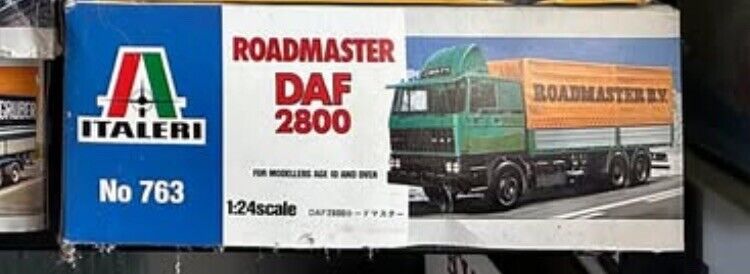 ITALERI
No 763
ROADMASTER
DAF
2800
FOR MODELLERS AGE 10 AND OVER
1:24scale
DAF2800ロードマスター
ROADMASTER B.V.